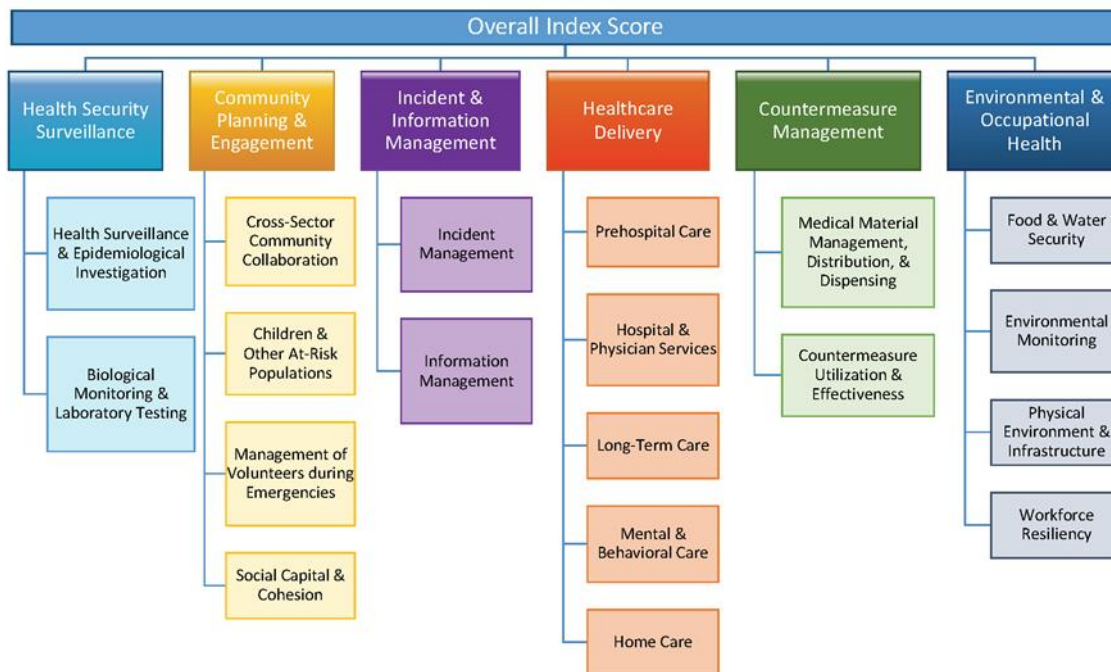 Overall Index Score
Health Security
Surveillance
Community
Planning &
Engagement
Incident &
Information
Management
Healthcare
Delivery
Countermeasure
Management
Environmental &
Occupational
Health
Health Surveillance
& Epidemiological
Investigation
Biological
Monitoring &
Laboratory Testing
Cross-Sector
Community
Collaboration
Children &
Other At-Risk
Populations
Management of
Volunteers during
Emergencies
Social Capital &
Cohesion
Incident
Management
Information
Management
Prehospital Care
Hospital &
Physician Services
Long-Term Care
Mental &
Behavioral Care
Home Care
Medical Material
Management,
Distribution, &
Dispensing
Countermeasure
Utilization &
Effectiveness
Food & Water
Security
Environmental
Monitoring
Physical
Environment &
Infrastructure
Workforce
Resiliency